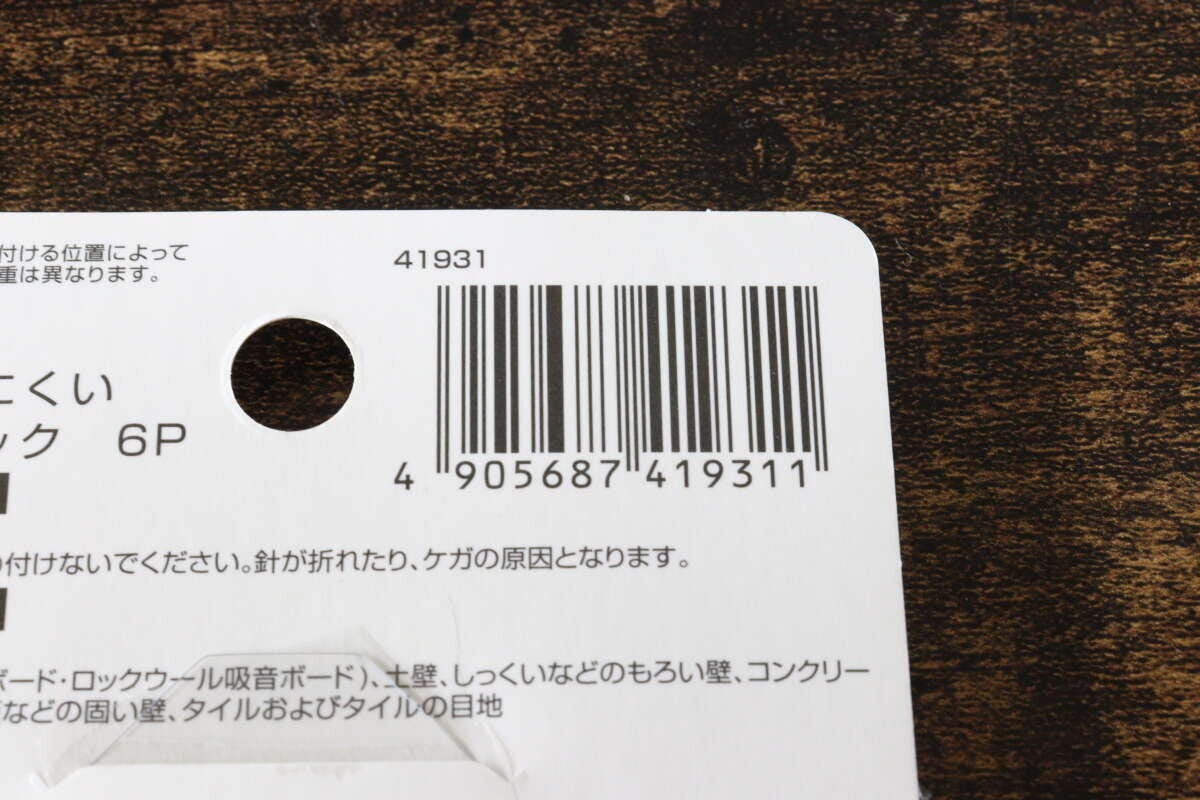 付ける位置によって
重は異なります。
41931
にくい
ック 6P
4 905687 419311
り付けないでください。針が折れたり、ケガの原因となります。
ボード・ロックウール吸音ボード)、土壁、しっくいなどのもろい壁、コンクリー
などの固い壁、タイルおよびタイルの目地